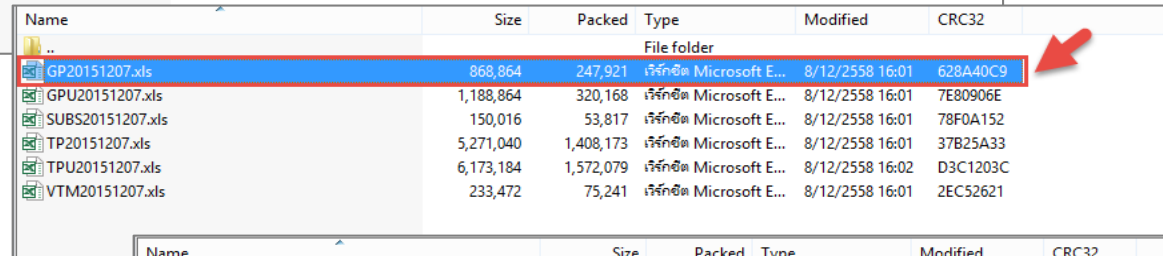 Name Size Packed Type Modified CRC32
.. File folder
GP20151207.xls 868,864 247,921 เวิร์กชีต Microsoft E... 8/12/2558 16:01 628A40C9
GPU20151207.xls 1,188,864 320,168 เวิร์กชีต Microsoft E... 8/12/2558 16:01 7E80906E
SUBS20151207.xls 150,016 53,817 เวิร์กชีต Microsoft E... 8/12/2558 16:01 78F0A152
TP20151207.xls 5,271,040 1,408,173 เวิร์กชีต Microsoft E... 8/12/2558 16:01 37B25A33
TPU20151207.xls 6,173,184 1,572,079 เวิร์กชีต Microsoft E... 8/12/2558 16:02 D3C1203C
VTM20151207.xls 233,472 75,241 เวิร์กชีต Microsoft E... 8/12/2558 16:01 2EC52621
Name Size Packed Type Modified CRC32